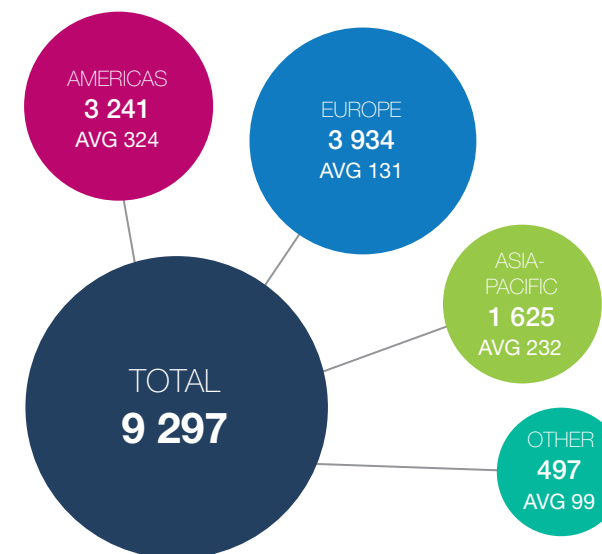 AMERICAS
3 241
AVG 324
EUROPE
3 934
AVG 131
ASIA-
PACIFIC
1 625
AVG 232
TOTAL
9 297
OTHER
497
AVG 99